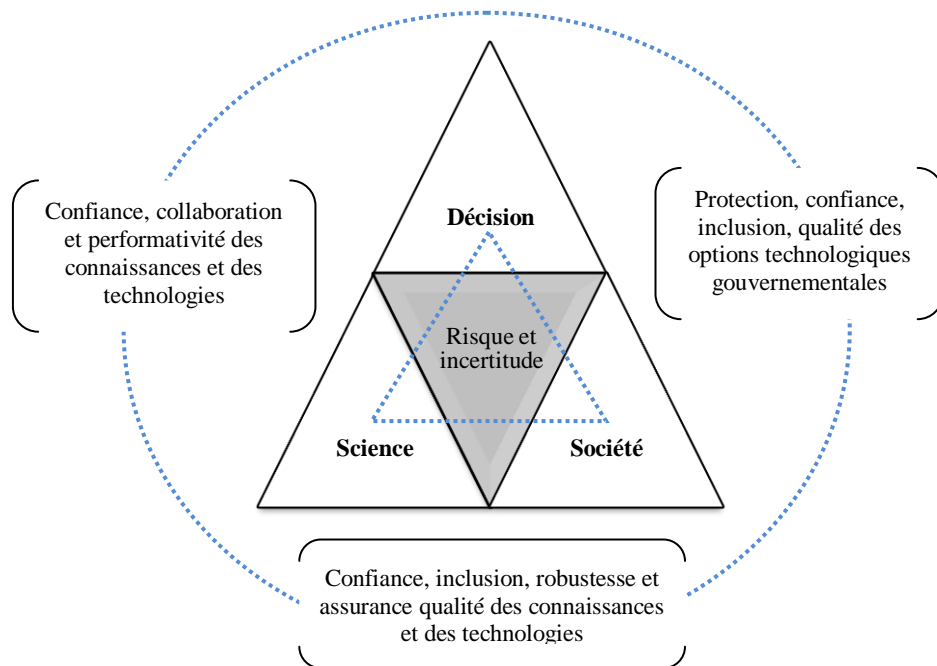 Confiance, collaboration
et performativité des
connaissances et des
technologies
Protection, confiance,
inclusion, qualité des
options technologiques
gouvernementales
Décision
Risque et
incertitude
Science
Société
Confiance, inclusion, robustesse et
assurance qualité des connaissances
et des technologies